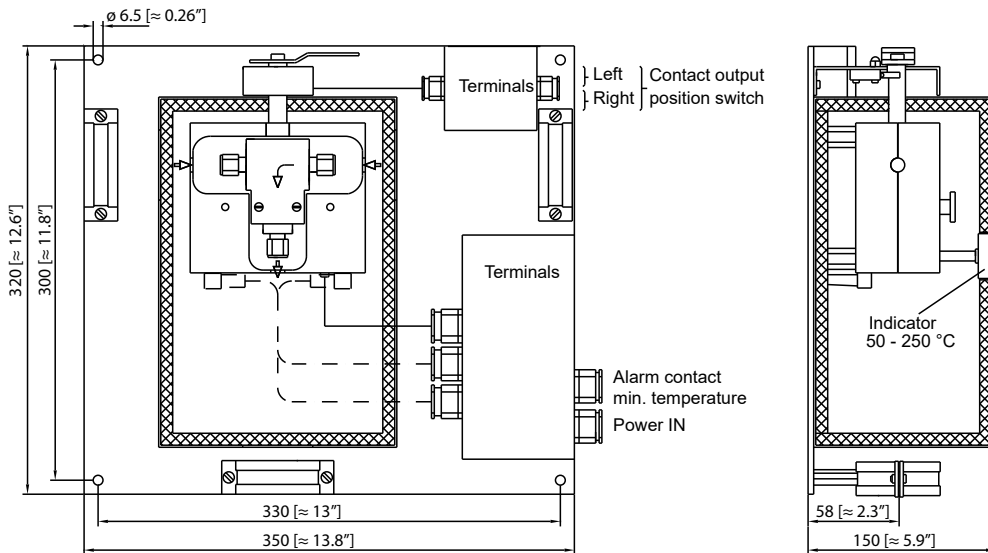 ø 6.5 [≈ 0.26″]
320 [≈ 12.6″]
300 [≈ 11.8″]
Terminals
Left
Right
Contact output
position switch
Terminals
Alarm contact
min. temperature
Power IN
330 [≈ 13″]
350 [≈ 13.8″]
Indicator
50 - 250 °C
58 [≈ 2.3″]
150 [≈ 5.9″]